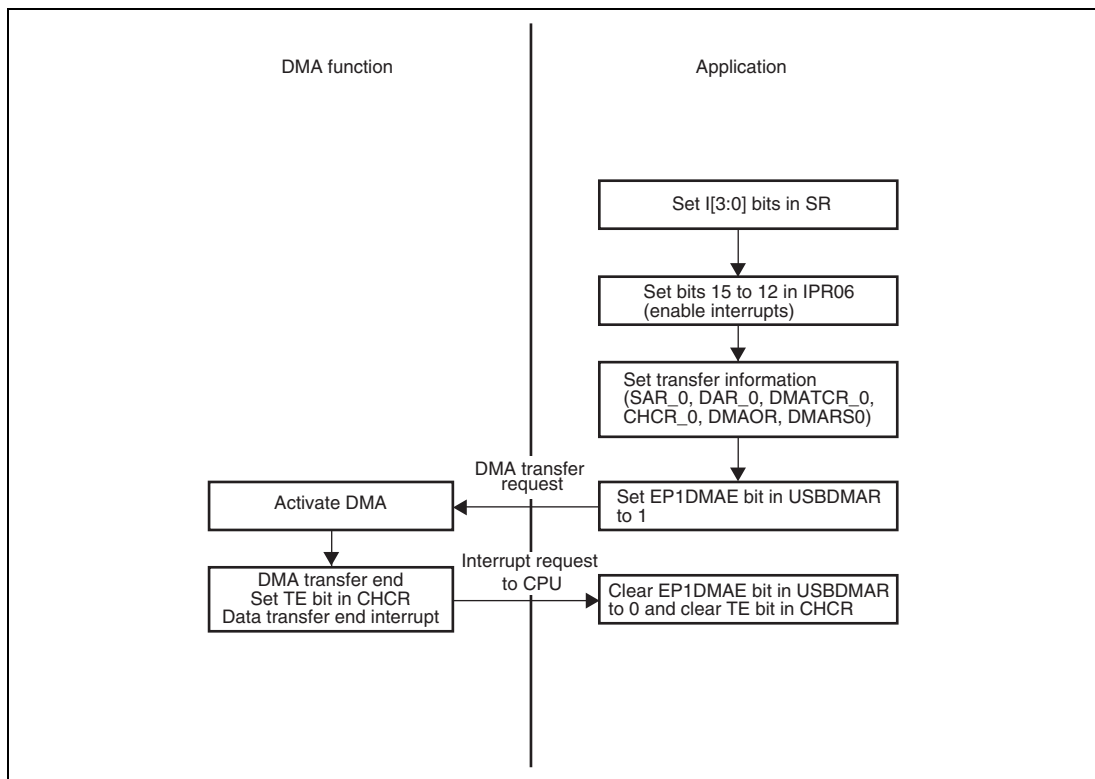 DMA function
Application
Set I[3:0] bits in SR
Set bits 15 to 12 in IPR06
(enable interrupts)
Set transfer information
(SAR_0, DAR_0, DMATCR_0,
CHCR_0, DMAOR, DMARS0)
DMA transfer
request
Activate DMA
Set EP1DMAE bit in USBDMAR
to 1
Interrupt request
to CPU
DMA transfer end
Set TE bit in CHCR
Data transfer end interrupt
Clear EP1DMAE bit in USBDMAR
to 0 and clear TE bit in CHCR